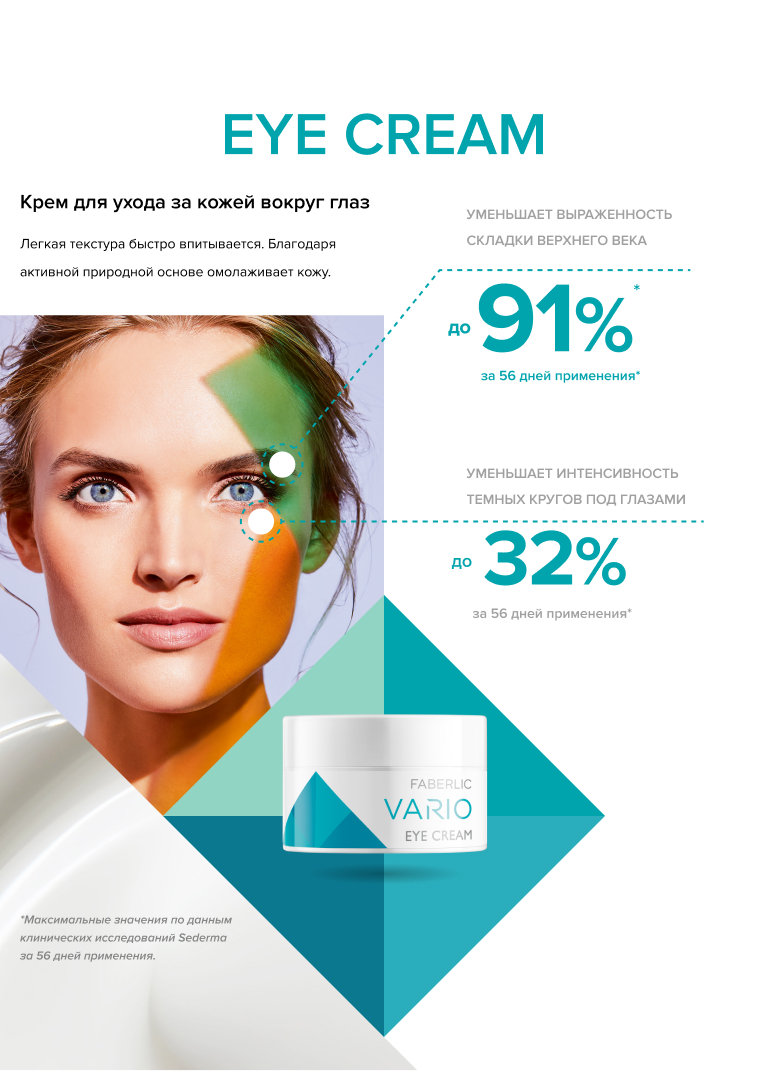 EYE CREAM
Крем для ухода за кожей вокруг глаз
Легкая текстура быстро впитывается. Благодаря
активной природной основе омолаживает кожу.
УМЕНЬШАЕТ ВЫРАЖЕННОСТЬ
СКЛАДКИ ВЕРХНЕГО ВЕКА
до 91%*
за 56 дней применения*
УМЕНЬШАЕТ ИНТЕНСИВНОСТЬ
ТЕМНЫХ КРУГОВ ПОД ГЛАЗАМИ
до 32%
за 56 дней применения*
FABERLIC
VARIO
EYE CREAM
*Максимальные значения по данным
клинических исследований Sederma
за 56 дней применения.